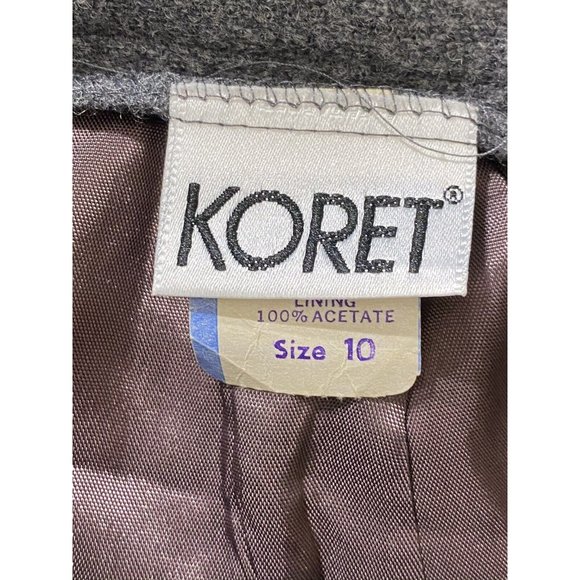 KORET®
LINING
100% ACETATE
Size 10